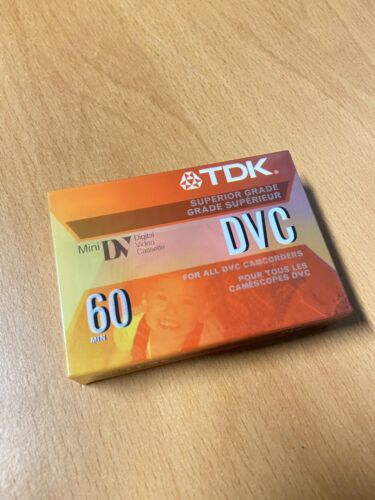 TDK
SUPERIOR GRADE
GRADE SUPÉRIEUR
Mini DV Digital
Video
Cassette
DVC
FOR ALL DVC CAMCORDERS
POUR TOUS LES
CAMESCOPES DVC
60
MIN